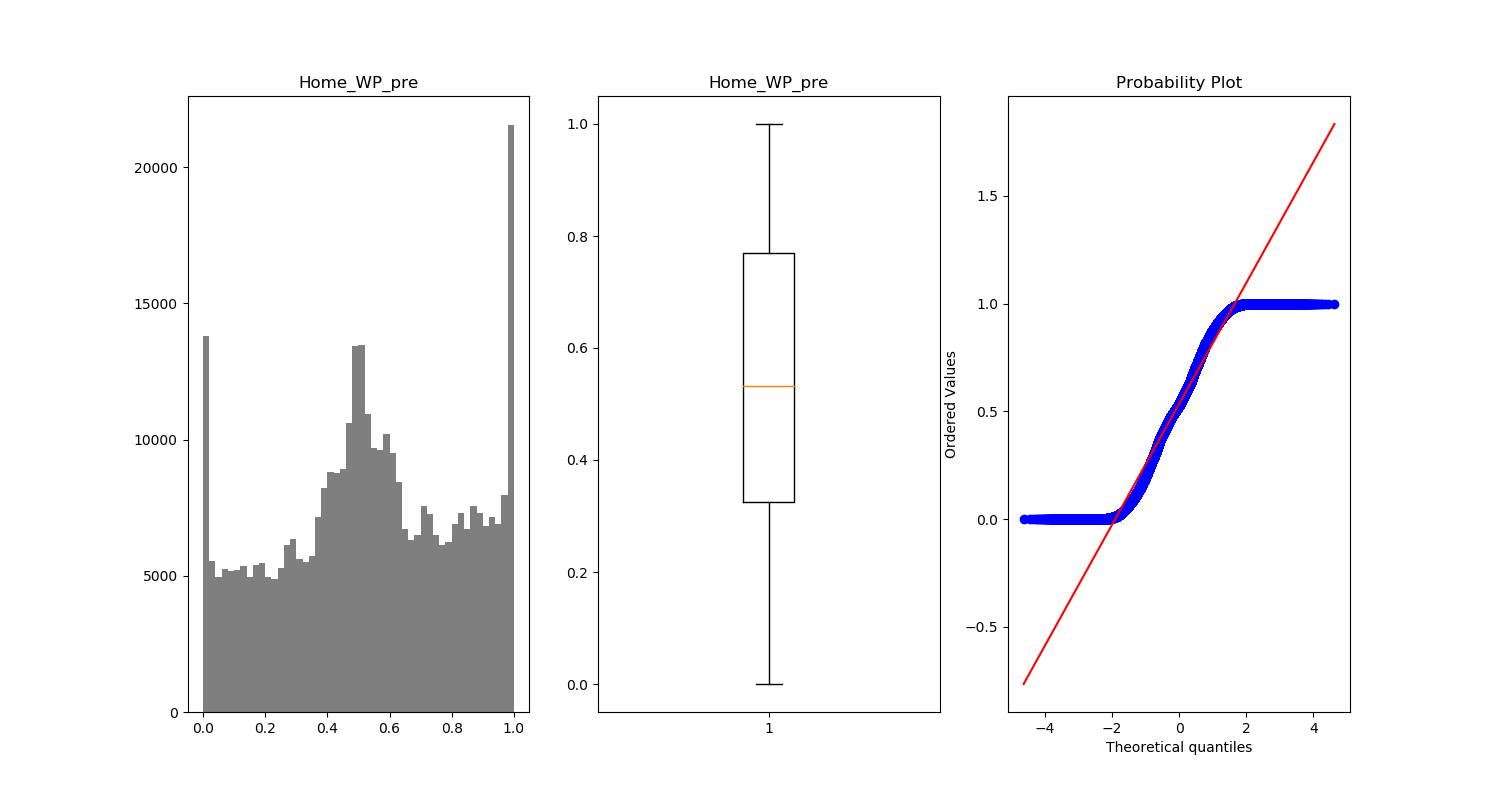 Home_WP_pre
20000
15000
10000
5000
0
0.0 0.2 0.4 0.6 0.8 1.0
Home_WP_pre
1.0
0.8
0.6
0.4
0.2
0.0
1
Probability Plot
Ordered Values
1.5
1.0
0.5
0.0
−0.5
−4 −2 0 2 4
Theoretical quantiles